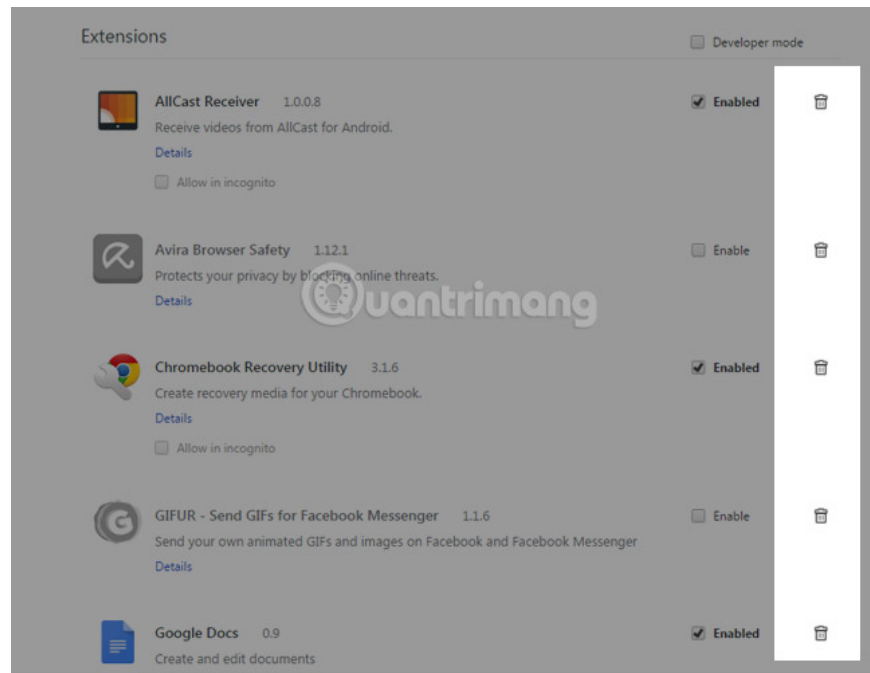 Extensions
Developer mode
AllCast Receiver 1.0.0.8
Enabled
Receive videos from AllCast for Android.
Details
Allow in incognito
Avira Browser Safety 1.12.1
Enable
Protects your privacy by blocking online threats.
Details
Quantrimang
Chromebook Recovery Utility 3.1.6
Enabled
Create recovery media for your Chromebook.
Details
Allow in incognito
GIFUR - Send GIFs for Facebook Messenger 1.1.6
Enable
Send your own animated GIFs and images on Facebook and Facebook Messenger
Details
Google Docs 0.9
Enabled
Create and edit documents